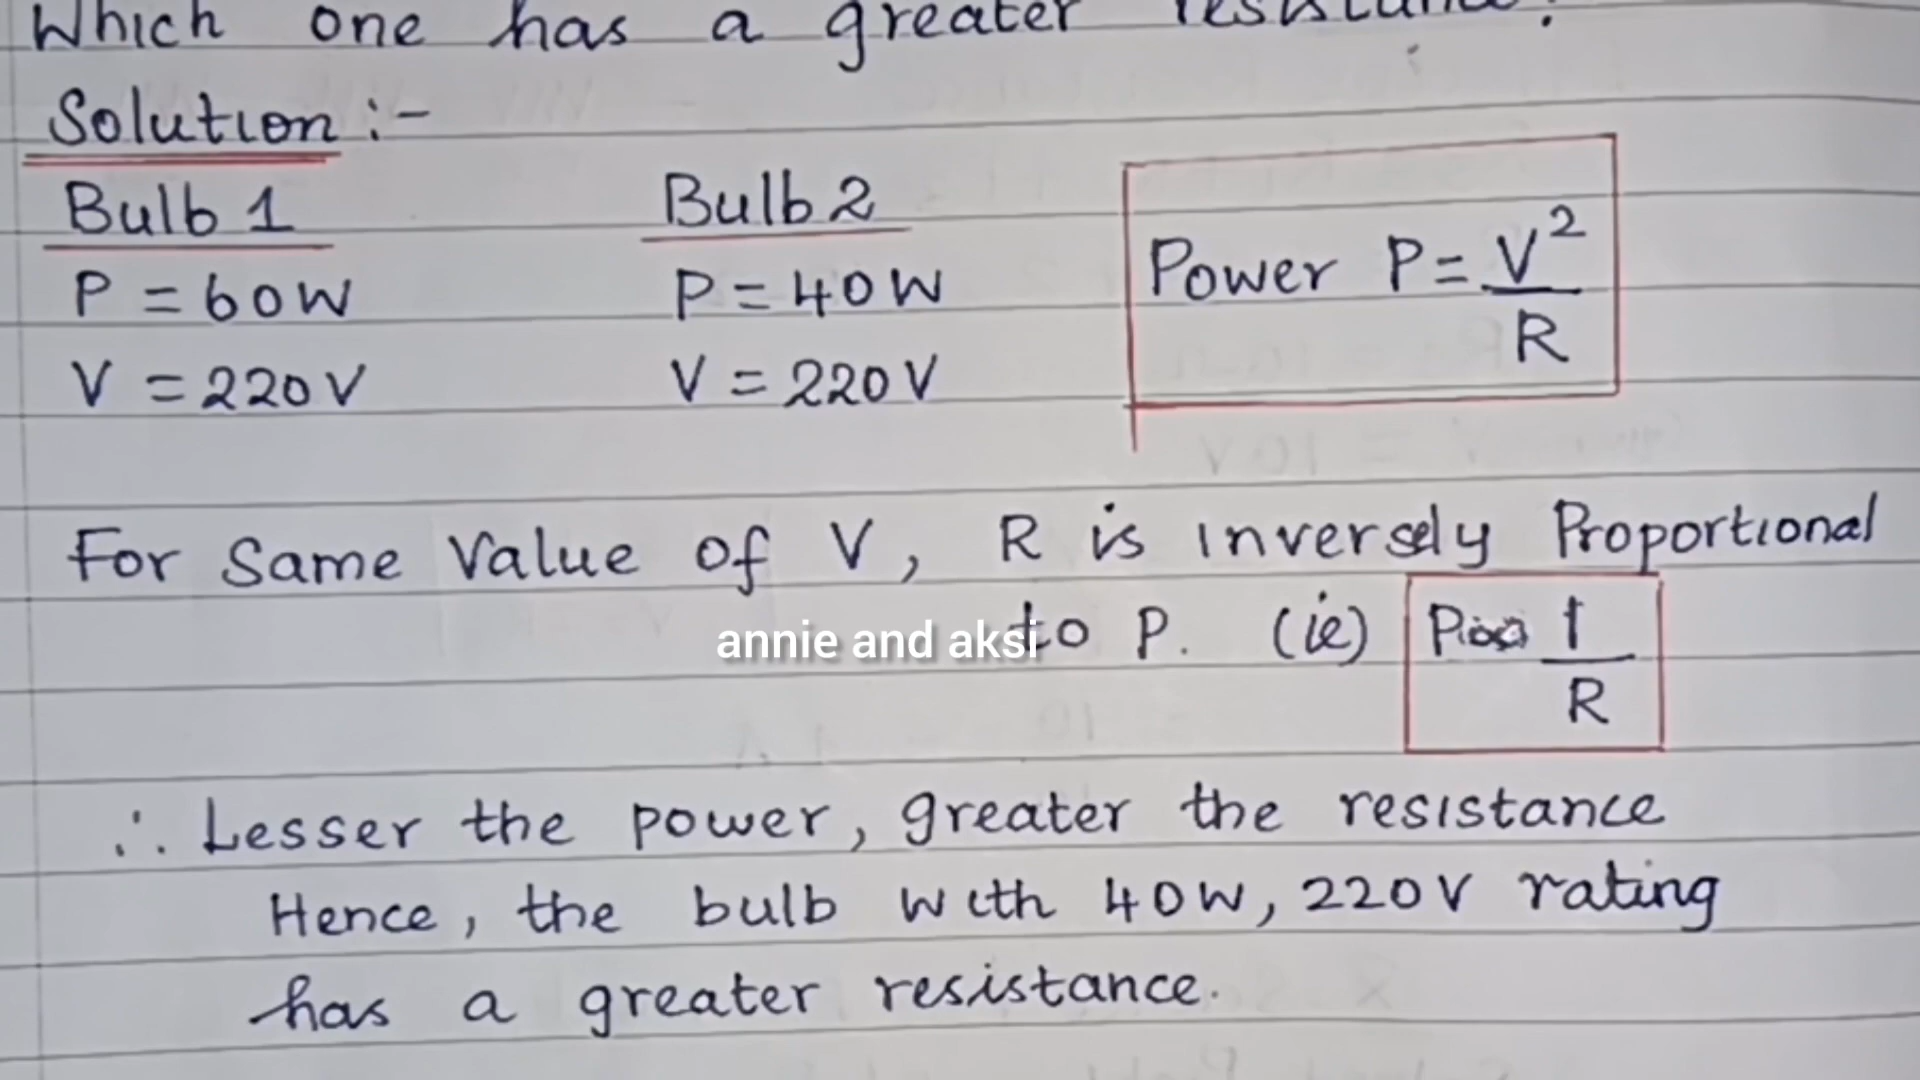 Which one has a greater resistance?
Solution :-
Bulb 1
P = 60W
V = 220V
Bulb 2
P = 40W
V = 220V
Power P = V²/R
For Same Value of V, R is inversely Proportional
to P. (ie) P ∝ 1/R
annie and aksi
∴ Lesser the power, greater the resistance
Hence, the bulb with 40W, 220V rating
has a greater resistance.